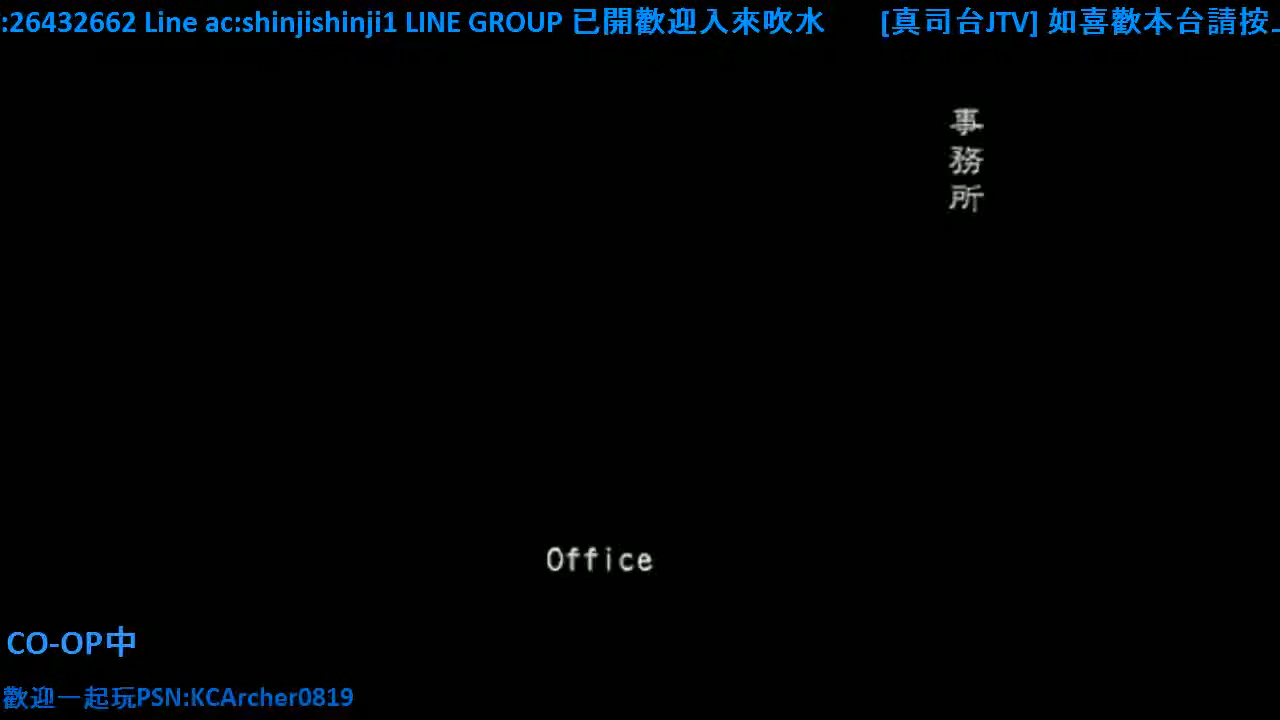 :26432662 Line ac:shinjishinji1 LINE GROUP 已開歡迎入來吹水 [真司台JTV] 如喜歡本台請按
事務所
Office
CO-OP中
歡迎一起玩PSN:KCArcher0819